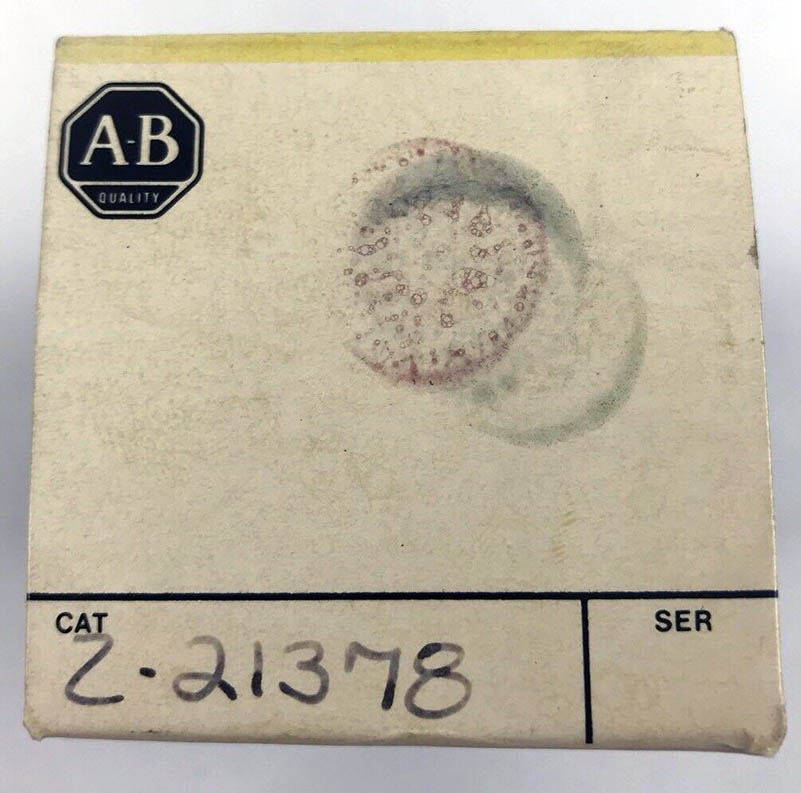 A-B
QUALITY
CAT
SER
Z-21378